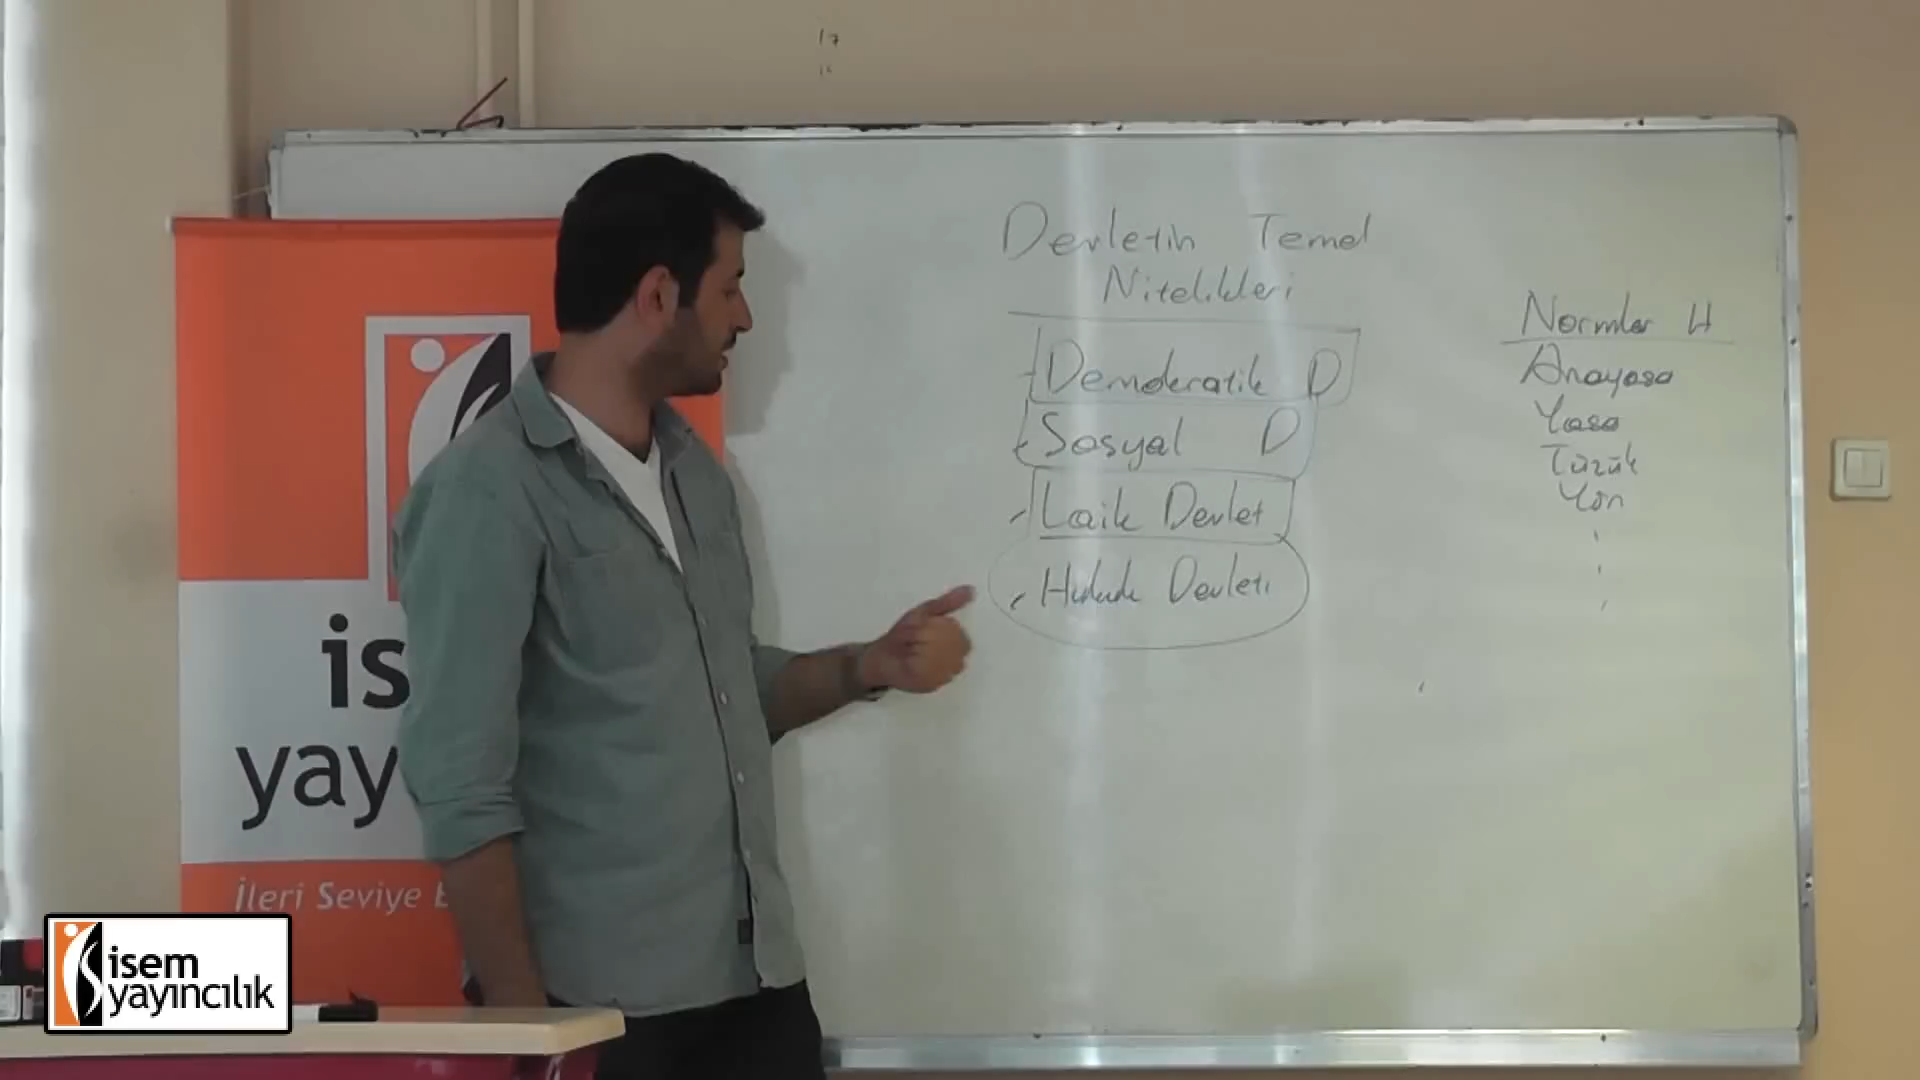 Devletin Temel
Nitelikleri
Demokratik D
Sosyal D
Laik Devlet
Hukuk Devleti
Normlar H
Anayasa
Yasa
Tüzük
Yön
is
yay
İleri Seviye E
isem
yayıncılık